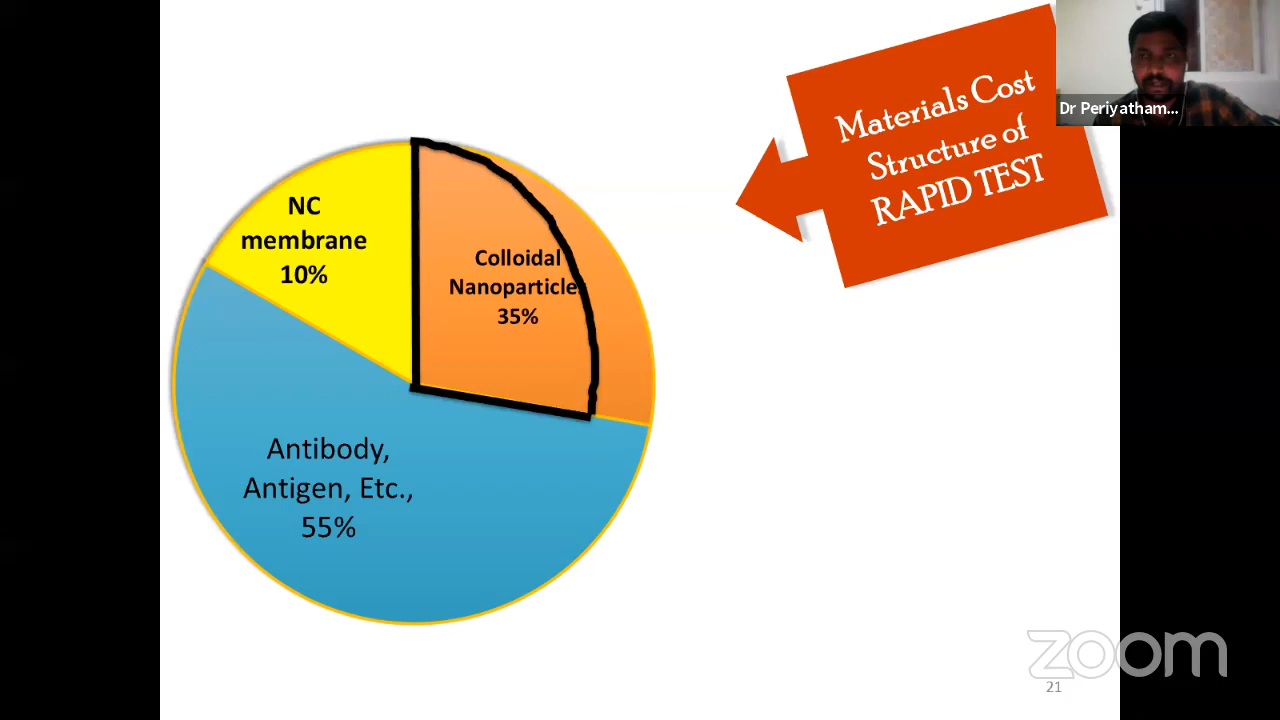 Materials Cost
Structure of
RAPID TEST
Dr Periyatham...
NC
membrane
10%
Colloidal
Nanoparticles
35%
Antibody,
Antigen, Etc.,
55%
zoom
21